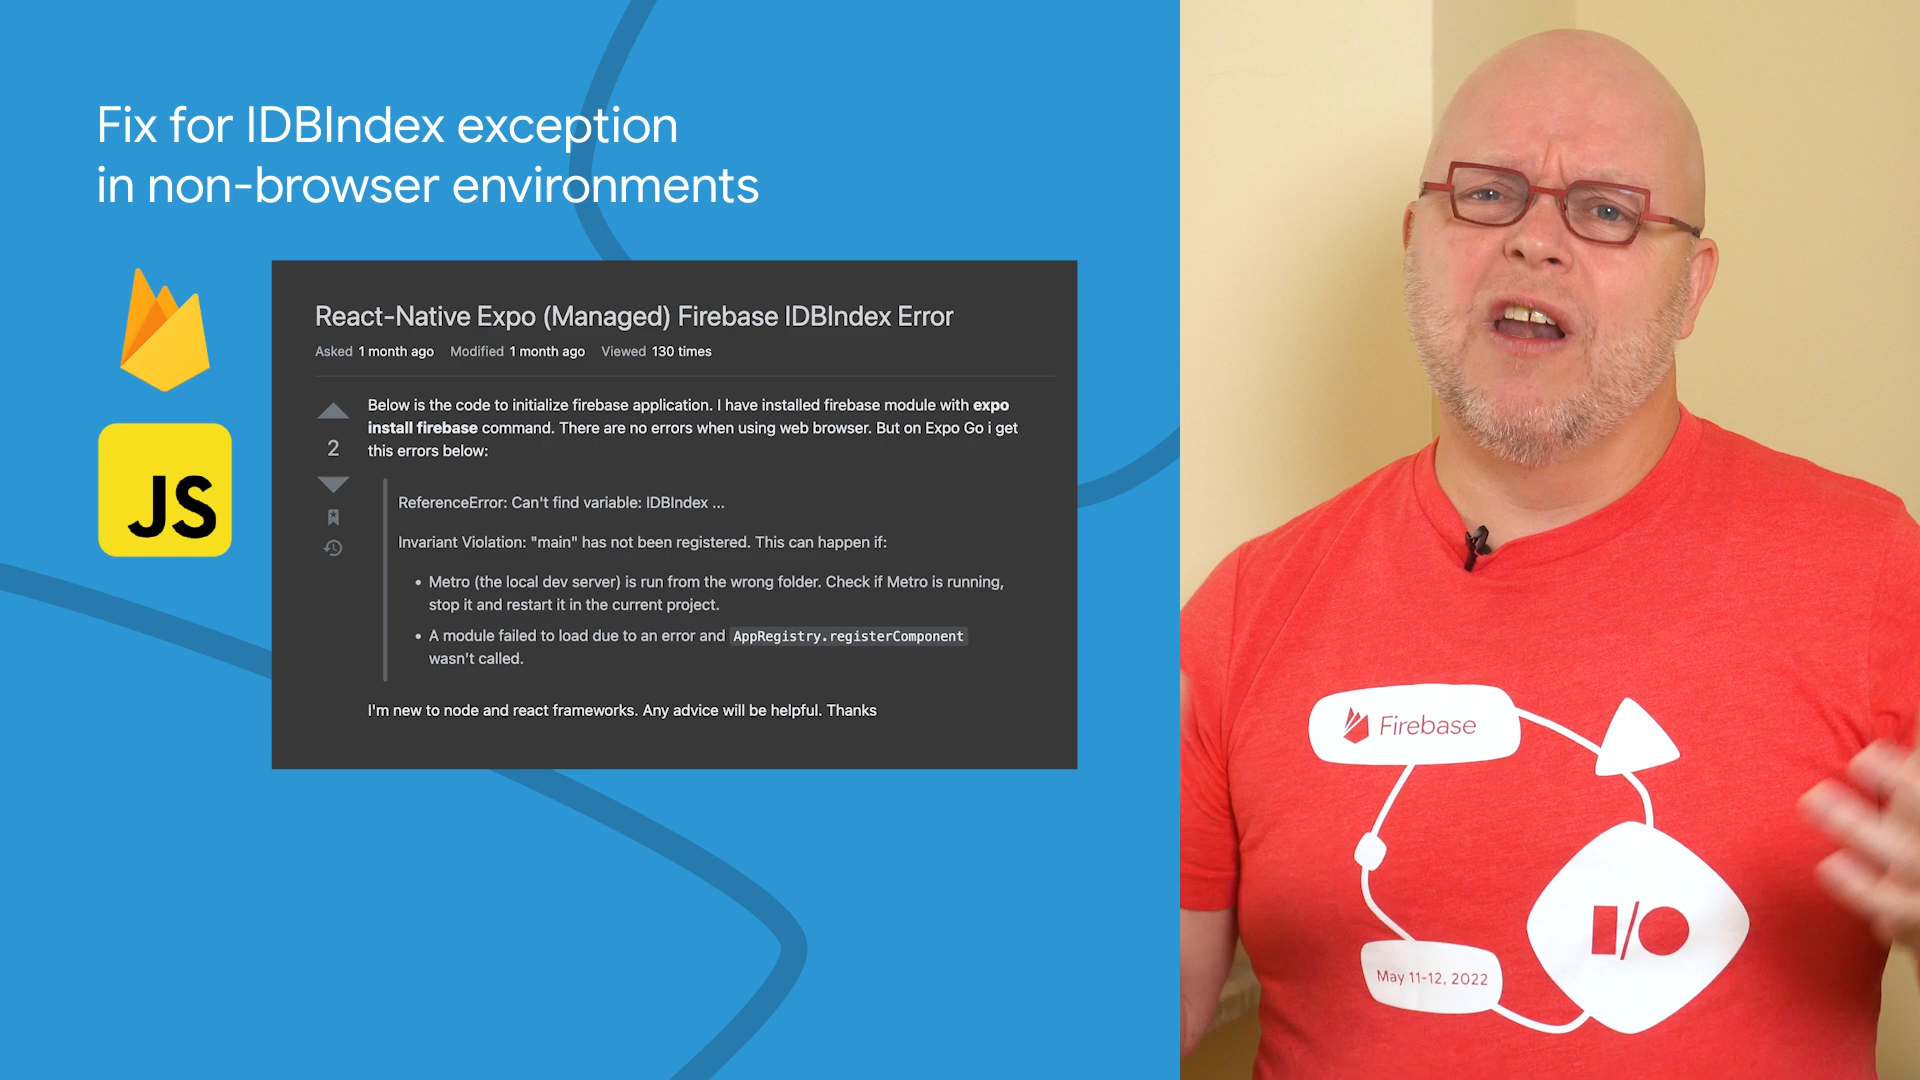 Fix for IDBIndex exception
in non-browser environments
React-Native Expo (Managed) Firebase IDBIndex Error
Asked 1 month ago Modified 1 month ago Viewed 130 times
Below is the code to initialize firebase application. I have installed firebase module with expo
install firebase command. There are no errors when using web browser. But on Expo Go i get
this errors below:
2
ReferenceError: Can't find variable: IDBIndex ...
Invariant Violation: "main" has not been registered. This can happen if:
• Metro (the local dev server) is run from the wrong folder. Check if Metro is running,
stop it and restart it in the current project.
• A module failed to load due to an error and AppRegistry.registerComponent
wasn't called.
I'm new to node and react frameworks. Any advice will be helpful. Thanks
JS
Firebase
I/O
May 11-12, 2022